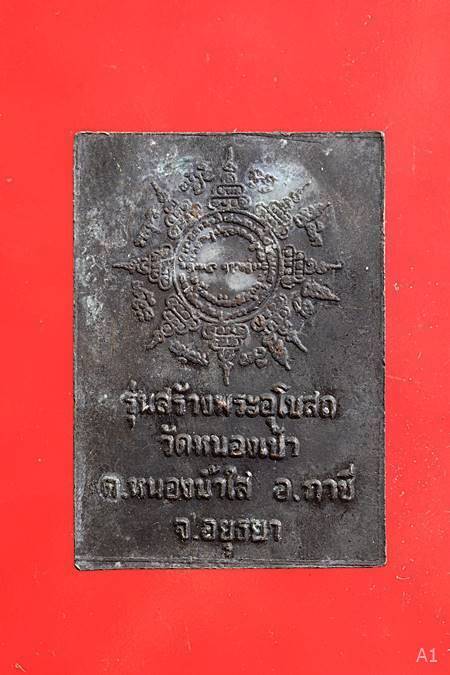 รุ่นสร้างพระอุโบสถ
วัดหนองเป้า
ต.หนองน้ำใส อ.ภาชี
จ.อยุธยา
A1